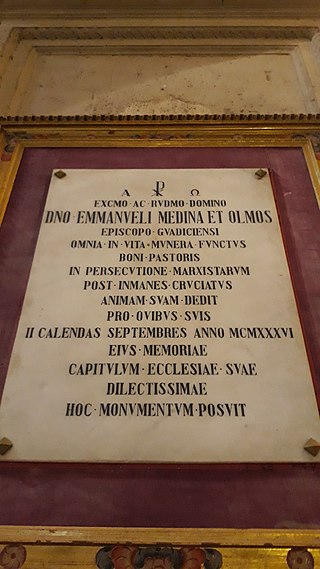 Α ☧ Ω
EXCMO·AC·RVDMO·DOMINO
DNO·EMMANVELI MEDINA ET OLMOS
EPISCOPO·GVADICIENSI
OMNIA·IN·VITA·MVNERA·FVNCTVS
BONI·PASTORIS
IN PERSECVTIONE·MARXISTARVM
POST·INMANES·CRVCIATVS
ANIMAM·SVAM·DEDIT
PRO·OVIBVS·SVIS
II CALENDAS SEPTEMBRES ANNO MCMXXXVI
EIVS·MEMORIAE
CAPITVLVM·ECCLESIAE·SVAE
DILECTISSIMAE
HOC·MONVMENTVM·POSVIT